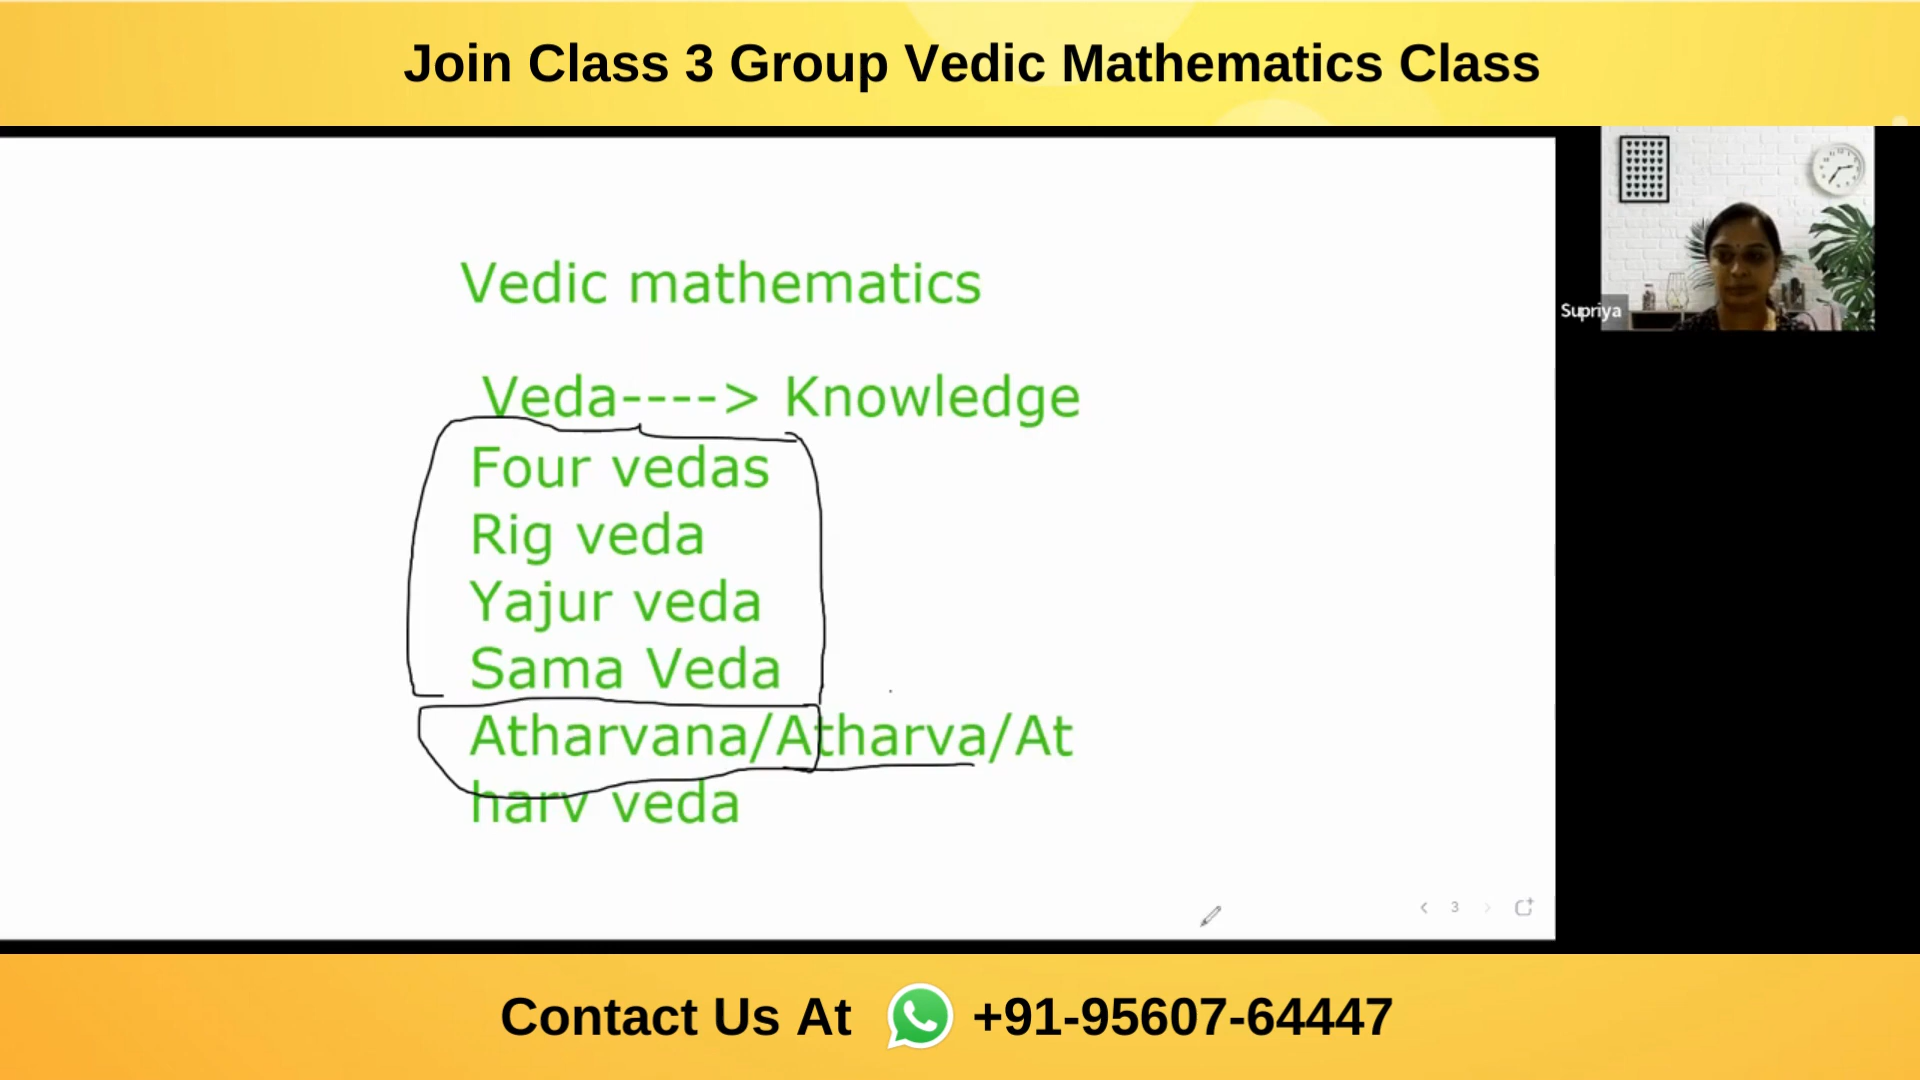 Join Class 3 Group Vedic Mathematics Class
Vedic mathematics
Veda----> Knowledge
Four vedas
Rig veda
Yajur veda
Sama Veda
Atharvana/Atharva/At
harv veda
Supriya
< 3 >
Contact Us At +91-95607-64447